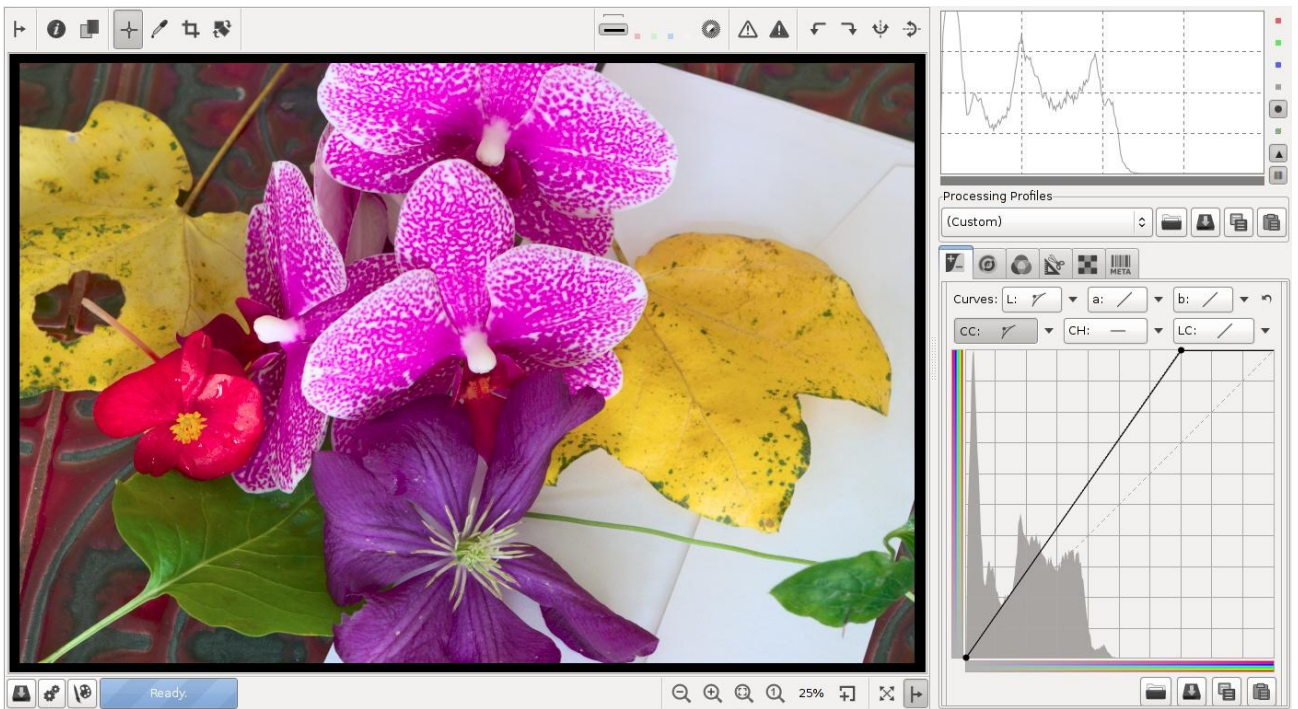 Processing Profiles
(Custom)
META
Curves: L: a: b:
CC: CH: LC:
Ready.
25%